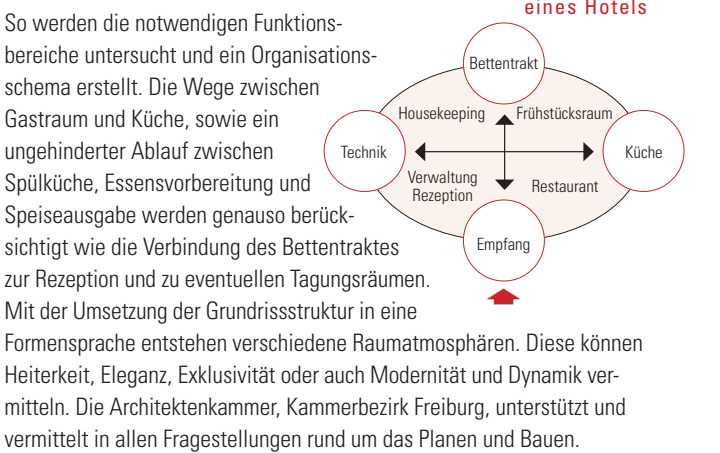 eines Hotels
So werden die notwendigen Funktions-
bereiche untersucht und ein Organisations-
schema erstellt. Die Wege zwischen
Gastraum und Küche, sowie ein
ungehinderter Ablauf zwischen
Spülküche, Essensvorbereitung und
Speiseausgabe werden genauso berück-
sichtigt wie die Verbindung des Bettentraktes
zur Rezeption und zu eventuellen Tagungsräumen.
Mit der Umsetzung der Grundrissstruktur in eine
Formensprache entstehen verschiedene Raumatmosphären. Diese können
Heiterkeit, Eleganz, Exklusivität oder auch Modernität und Dynamik ver-
mitteln. Die Architektenkammer, Kammerbezirk Freiburg, unterstützt und
vermittelt in allen Fragestellungen rund um das Planen und Bauen.
Bettentrakt
Housekeeping
Frühstücksraum
Technik
Küche
Verwaltung
Rezeption
Restaurant
Empfang